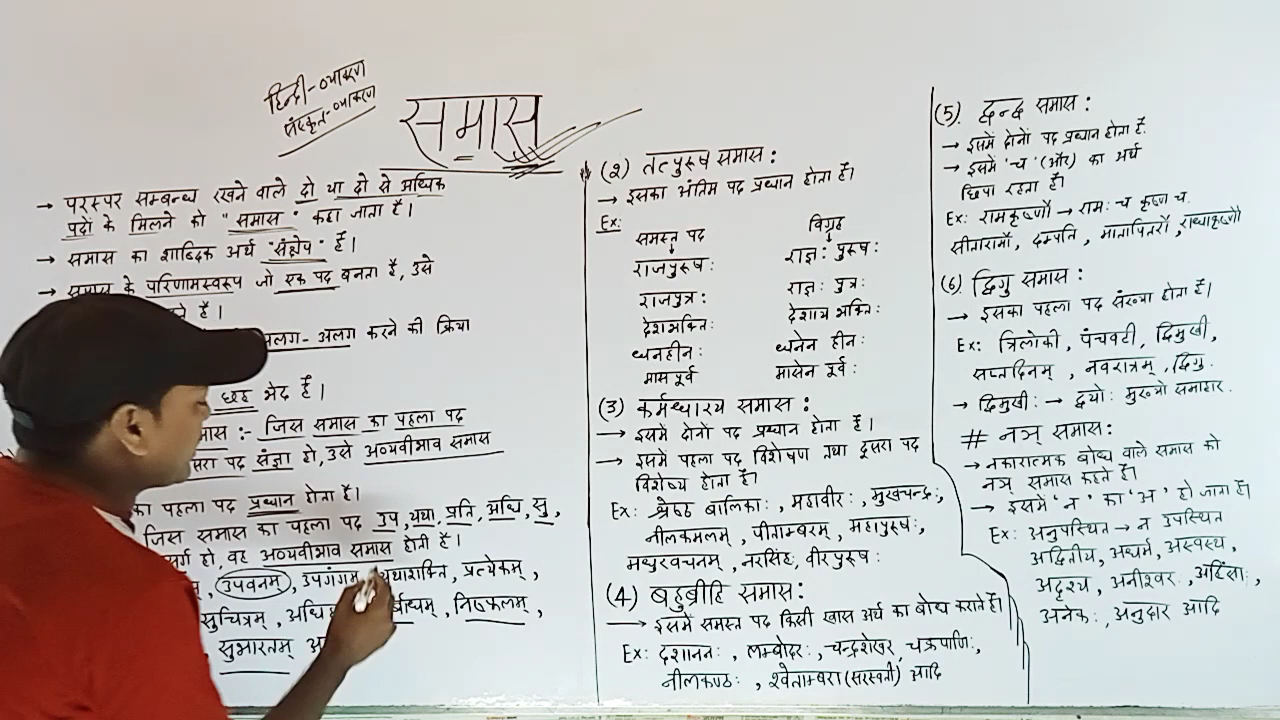 हिन्दी-व्याकरण
संस्कृत-व्याकरण
समास
→ परस्पर सम्बन्ध रखने वाले दो या दो से अधिक
पदों के मिलने को "समास" कहा जाता है।
→ समास का शाब्दिक अर्थ "संक्षेप" है।
→ समास के परिणामस्वरूप जो एक पद बनता है, उसे
है।
अलग-अलग करने की क्रिया
छह भेद हैं।
जिस समास का पहला पद
पद संज्ञा हो, उसे अव्ययीभाव समास
का पहला पद प्रधान होता है।
जिस समास का पहला पद उप, यथा, प्रति, अधि, सु,
हो, वह अव्ययीभाव समास होती है।
उपवनम्, उपगंगम्, यथाशक्ति, प्रत्येकम्,
सुचित्रम्, निष्कलम्,
सुभारतम्
(२) तत्पुरुष समास:
→ इसका अंतिम पद प्रधान होता है।
Ex:
समस्त पद विग्रह
राजपुरुष: राज्ञ: पुरुष:
राजपुत्र: राज्ञ: पुत्र:
देशभक्ति: देशाय भक्ति:
धनहीन: धनेन हीन:
मासपूर्व मासेन पूर्व:
(3) कर्मधारय समास:
→ इसमें दोनों पद प्रधान होता है।
→ इसमें पहला पद विशेषण तथा दूसरा पद
विशेष्य होता है।
Ex: श्रेष्ठ बालिका:, महावीर:, मुखचन्द्र:,
नीलकमलम्, पीताम्बरम्, महापुरुष:,
मधुरवचनम्, नरसिंह:, वीरपुरुष:
(4) बहुब्रीहि समास:
→ इसमें समस्त पद किसी खास अर्थ का बोध कराते हैं।
Ex: दशानन:, लम्बोदर:, चन्द्रशेखर, चक्रपाणि:,
नीलकण्ठ:, श्वेताम्बरा (सरस्वती) आदि
(5). द्वन्द समास:
→ इसमें दोनों पद प्रधान होता है.
→ इसमें 'च' (और) का अर्थ
छिपा रहता है।
Ex: रामकृष्णौ → राम: च कृष्ण च.
सीतारामौ, दम्पति, मातापितरौ, राधाकृष्णौ
(6). द्विगु समास:
→ इसका पहला पद संख्या होता है।
Ex: त्रिलोकी, पंचवटी, द्विमुखी,
सप्तदिनम्, नवरात्रम्, द्विगु.
→ द्विमुखी: → द्वयो: मुखयो समाहार.
# नञ् समास:
→ नकारात्मक बोध वाले समास को
नञ् समास कहते हैं।
→ इसमें 'न' का 'अ' हो जाता है।
Ex: अनुपस्थित → न उपस्थित
अद्वितीय, अधर्म, अस्वस्थ,
अदृश्य, अनीश्वर:, अहिंसा:,
अनेक:, अनुदार आदि